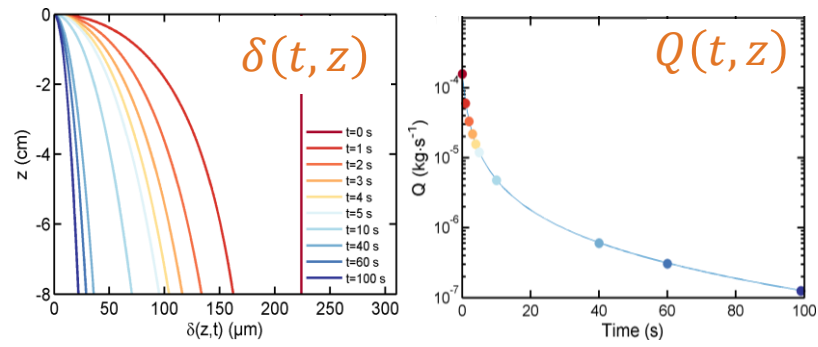 δ(t, z)
0
-2
-4
-6
-8
z (cm)
t=0 s
t=1 s
t=2 s
t=3 s
t=4 s
t=5 s
t=10 s
t=40 s
t=60 s
t=100 s
0 50 100 150 200 250 300
δ(z,t) (μm)
Q(t, z)
10⁻⁴
10⁻⁵
10⁻⁶
10⁻⁷
Q (kg·s⁻¹)
0 20 40 60 80 100
Time (s)